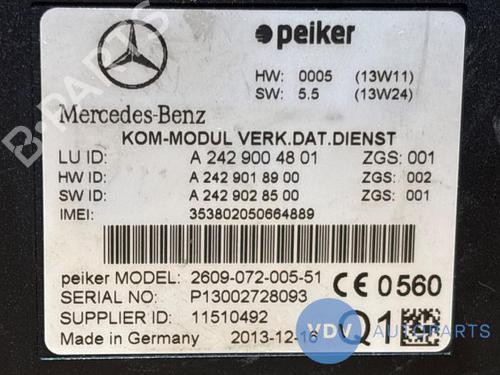 peiker
HW: 0005 (13W11)
SW: 5.5 (13W24)
Mercedes-Benz
KOM-MODUL VERK.DAT.DIENST
LU ID: A 242 900 48 01 ZGS: 001
HW ID: A 242 901 89 00 ZGS: 002
SW ID: A 242 902 85 00 ZGS: 001
IMEI: 353802050664889
peiker MODEL: 2609-072-005-51
CE 0560
SERIAL NO: P13002728093
SUPPLIER ID: 11510492
Made in Germany 2013-12-16
Q1
VDV AUTOPARTS